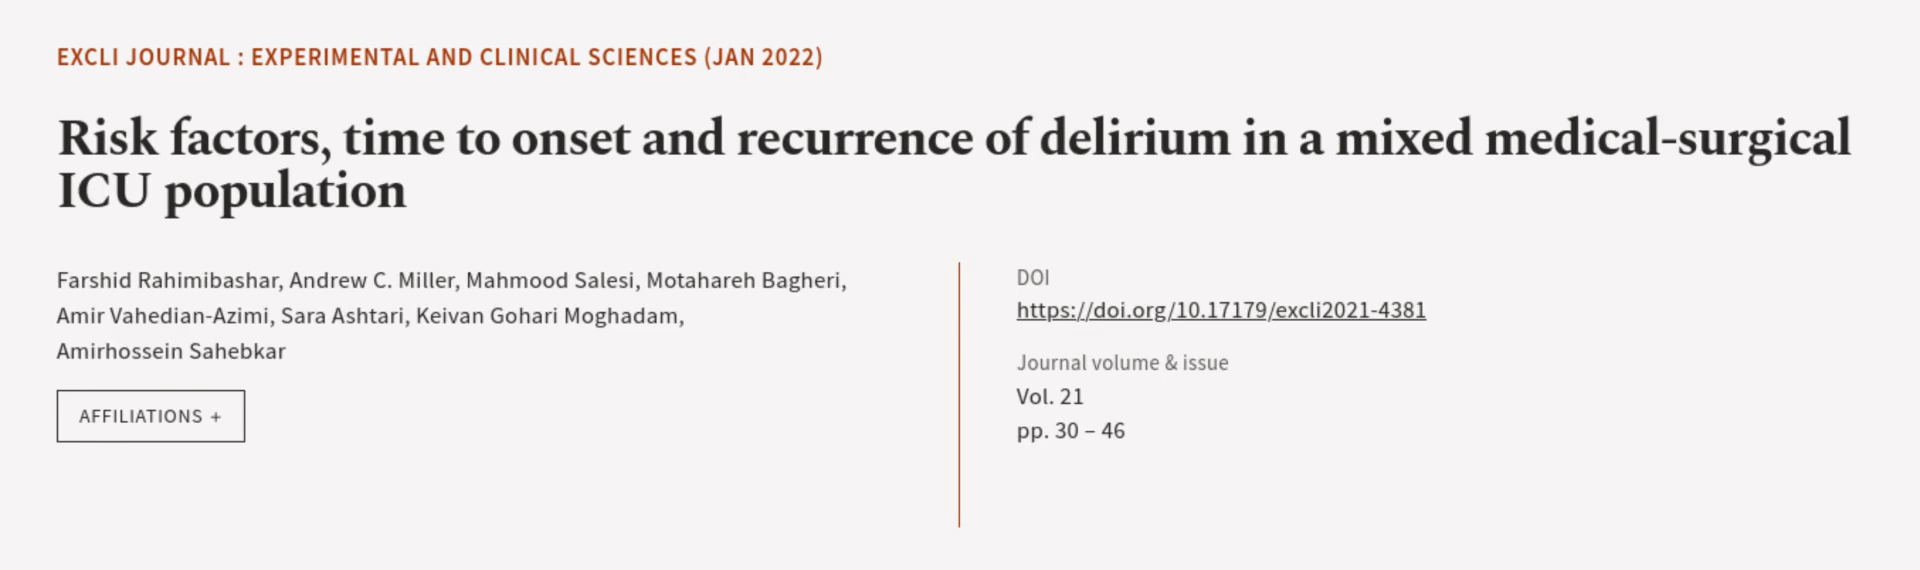 EXCLI JOURNAL : EXPERIMENTAL AND CLINICAL SCIENCES (JAN 2022)
Risk factors, time to onset and recurrence of delirium in a mixed medical-surgical
ICU population
Farshid Rahimibashar, Andrew C. Miller, Mahmood Salesi, Motahareh Bagheri,
Amir Vahedian-Azimi, Sara Ashtari, Keivan Gohari Moghadam,
Amirhossein Sahebkar
AFFILIATIONS +
DOI
https://doi.org/10.17179/excli2021-4381
Journal volume & issue
Vol. 21
pp. 30 – 46